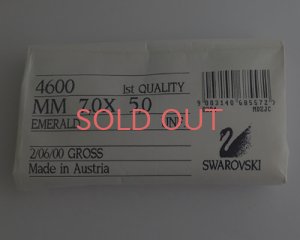 4600
1st QUALITY
MM 7.0X 5.0
EMERALD
SOLD OUT
2/06/00 GROSS
Made in Austria
9 003140 695572
SWAROVSKI